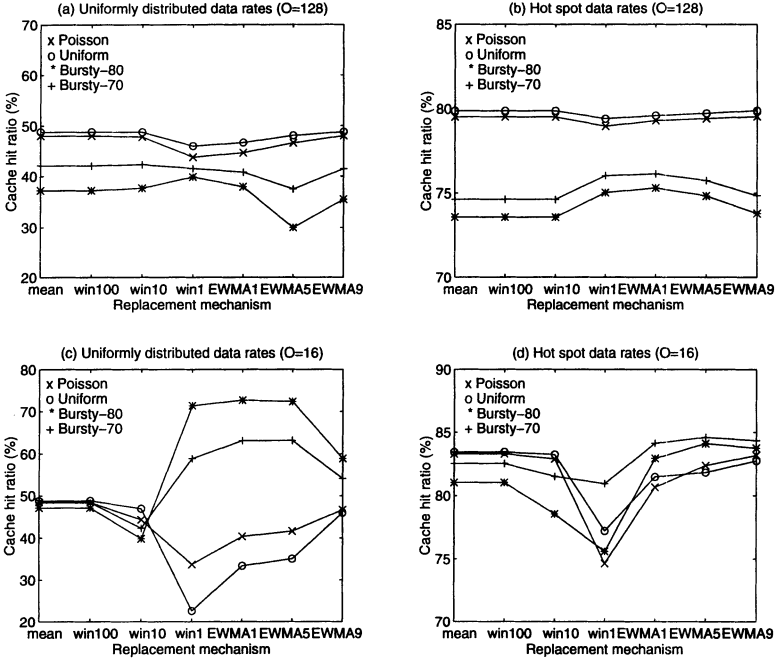 (a) Uniformly distributed data rates (O=128)
70
60
50
40
30
20
Cache hit ratio (%)
x Poisson
o Uniform
* Bursty-80
+ Bursty-70
mean win100 win10 win1 EWMA1 EWMA5 EWMA9
Replacement mechanism
(b) Hot spot data rates (O=128)
85
80
75
70
Cache hit ratio (%)
x Poisson
o Uniform
* Bursty-80
+ Bursty-70
mean win100 win10 win1 EWMA1 EWMA5 EWMA9
Replacement mechanism
(c) Uniformly distributed data rates (O=16)
80
70
60
50
40
30
20
Cache hit ratio (%)
x Poisson
o Uniform
* Bursty-80
+ Bursty-70
mean win100 win10 win1 EWMA1 EWMA5 EWMA9
Replacement mechanism
(d) Hot spot data rates (O=16)
90
85
80
75
70
Cache hit ratio (%)
x Poisson
o Uniform
* Bursty-80
+ Bursty-70
mean win100 win10 win1 EWMA1 EWMA5 EWMA9
Replacement mechanism